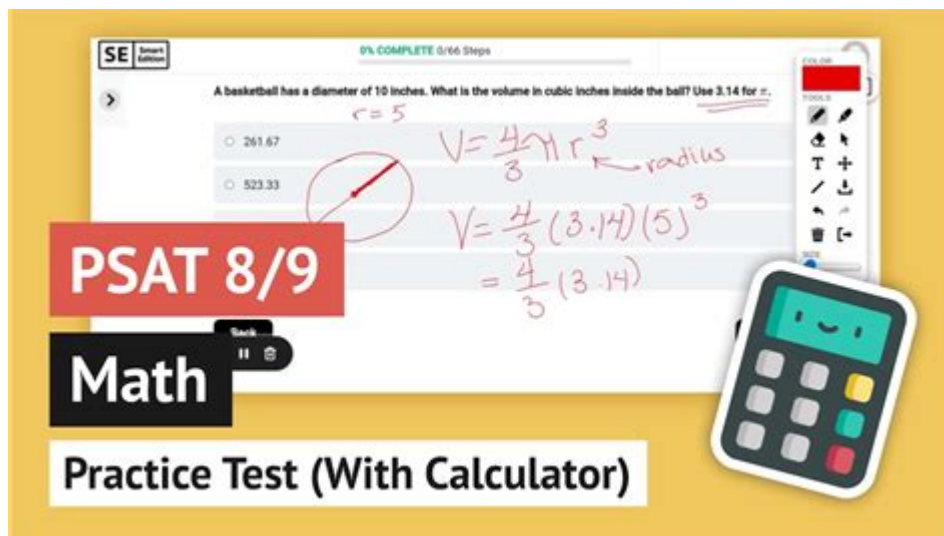 SE Smart Edition
0% COMPLETE 0/66 Steps
A basketball has a diameter of 10 inches. What is the volume in cubic inches inside the ball? Use 3.14 for π.
r = 5
261.67
V = 4/3 π r³
radius
523.33
V = 4/3 (3.14)(5)³
= 4/3 (3.14)
COLOR
TOOLS
T
SIZE
Back
PSAT 8/9
Math
Practice Test (With Calculator)